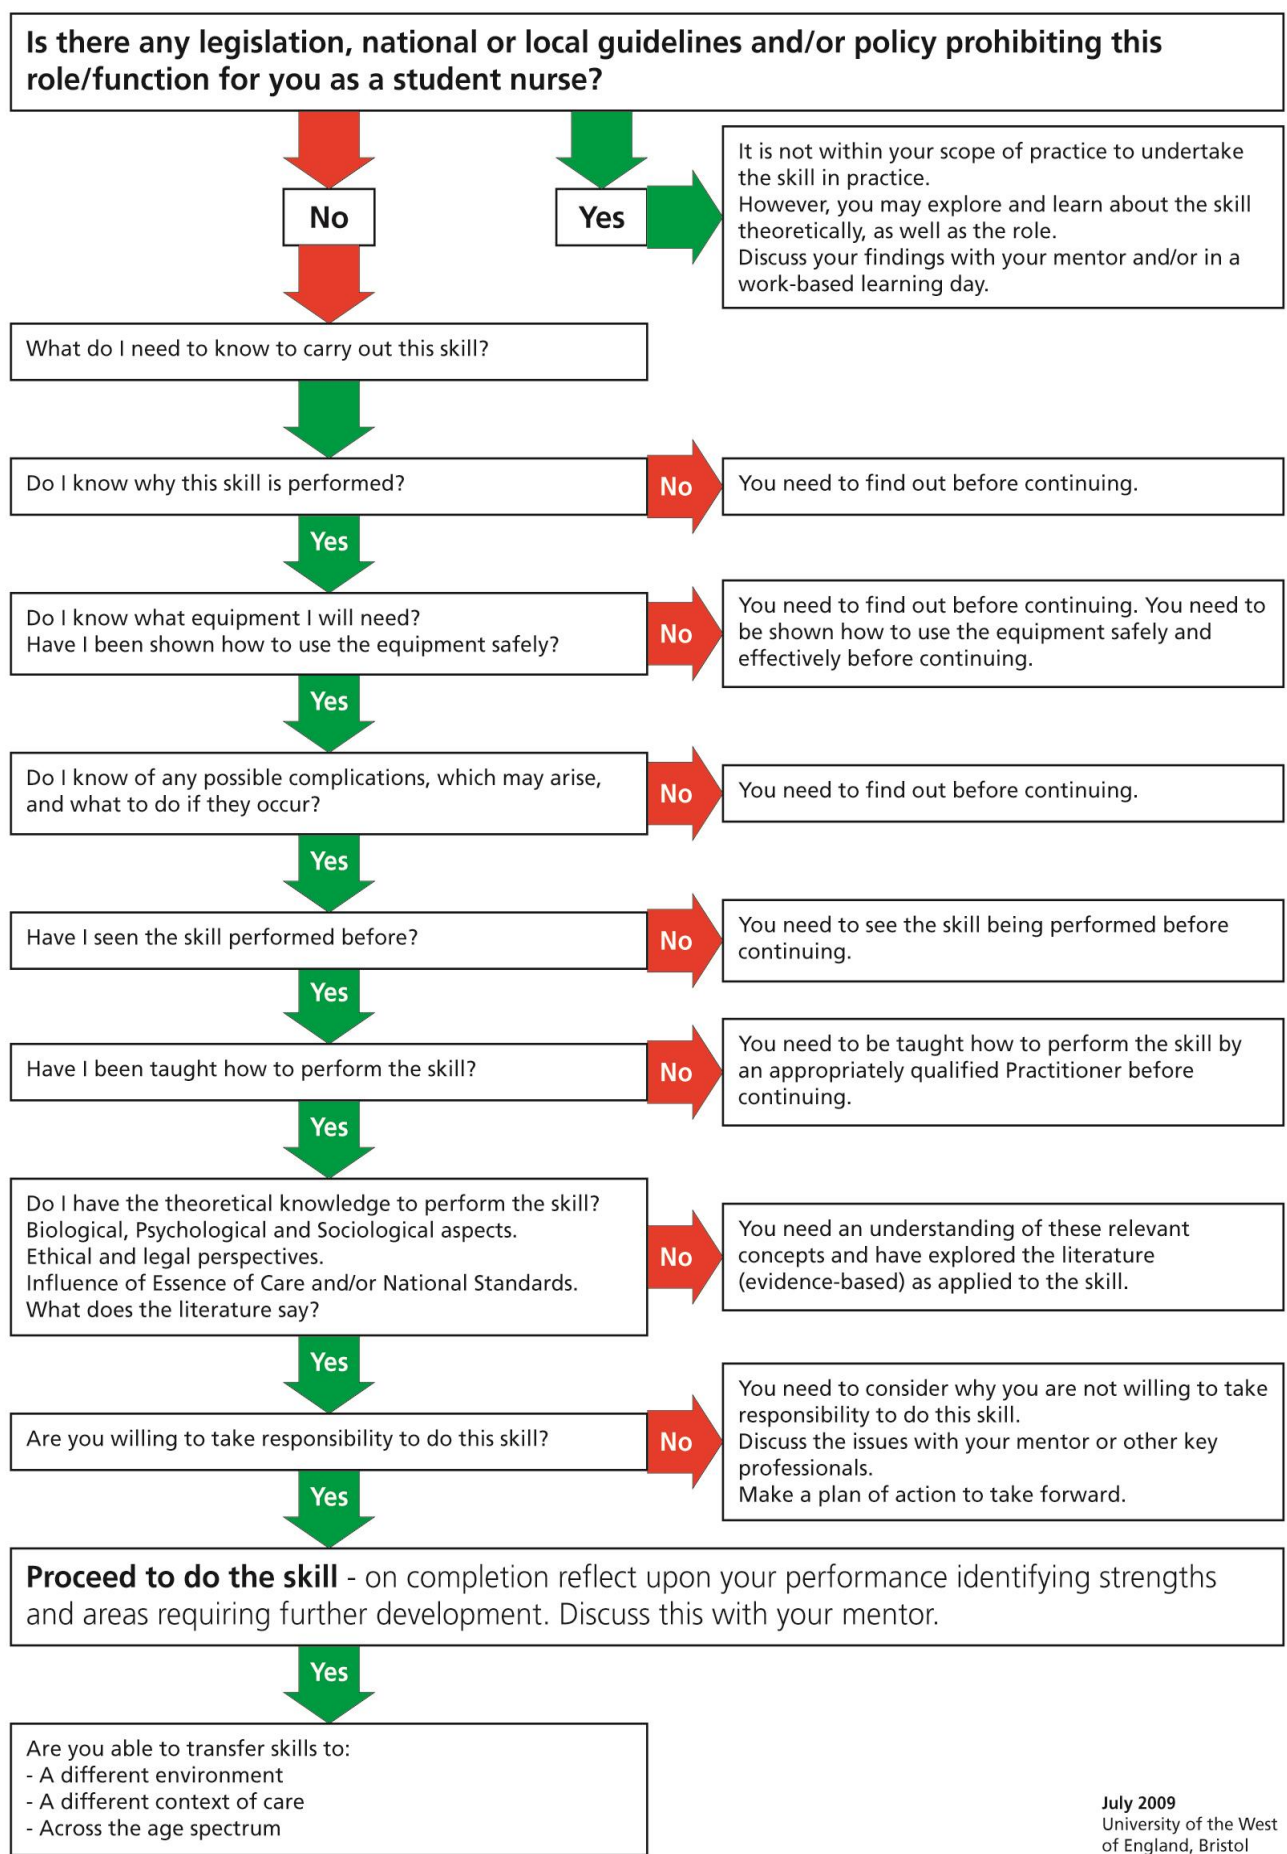 Is there any legislation, national or local guidelines and/or policy prohibiting this
role/function for you as a student nurse?
No
Yes
It is not within your scope of practice to undertake
the skill in practice.
However, you may explore and learn about the skill
theoretically, as well as the role.
Discuss your findings with your mentor and/or in a
work-based learning day.
What do I need to know to carry out this skill?
Do I know why this skill is performed?
No
You need to find out before continuing.
Yes
Do I know what equipment I will need?
Have I been shown how to use the equipment safely?
No
You need to find out before continuing. You need to
be shown how to use the equipment safely and
effectively before continuing.
Yes
Do I know of any possible complications, which may arise,
and what to do if they occur?
No
You need to find out before continuing.
Yes
Have I seen the skill performed before?
No
You need to see the skill being performed before
continuing.
Yes
Have I been taught how to perform the skill?
No
You need to be taught how to perform the skill by
an appropriately qualified Practitioner before
continuing.
Yes
Do I have the theoretical knowledge to perform the skill?
Biological, Psychological and Sociological aspects.
Ethical and legal perspectives.
Influence of Essence of Care and/or National Standards.
What does the literature say?
No
You need an understanding of these relevant
concepts and have explored the literature
(evidence-based) as applied to the skill.
Yes
Are you willing to take responsibility to do this skill?
No
You need to consider why you are not willing to take
responsibility to do this skill.
Discuss the issues with your mentor or other key
professionals.
Make a plan of action to take forward.
Yes
Proceed to do the skill - on completion reflect upon your performance identifying strengths
and areas requiring further development. Discuss this with your mentor.
Yes
Are you able to transfer skills to:
- A different environment
- A different context of care
- Across the age spectrum
July 2009
University of the West
of England, Bristol